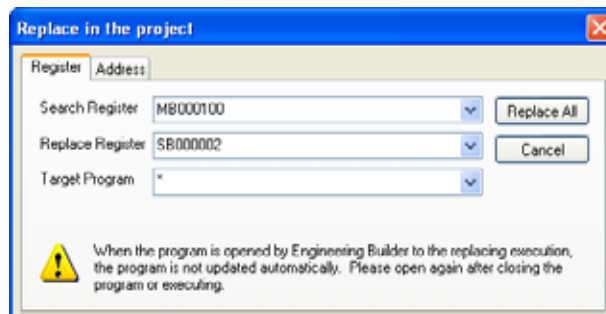 Replace in the project
Register Address
Search Register MB000100 Replace All
Replace Register SB000002 Cancel
Target Program *
When the program is opened by Engineering Builder to the replacing execution,
the program is not updated automatically. Please open again after closing the
program or executing.